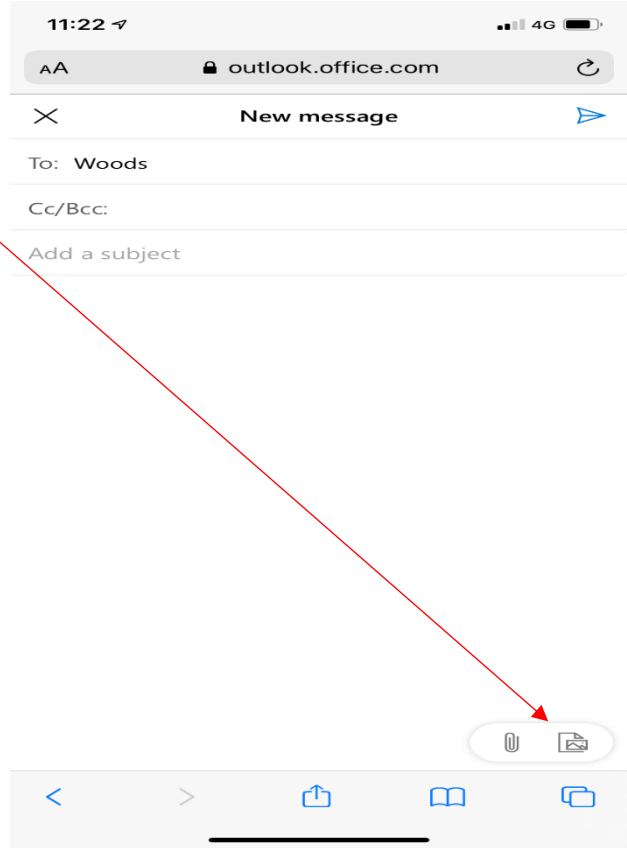 11:22
4G
AA
outlook.office.com
New message
To: Woods
Cc/Bcc:
Add a subject